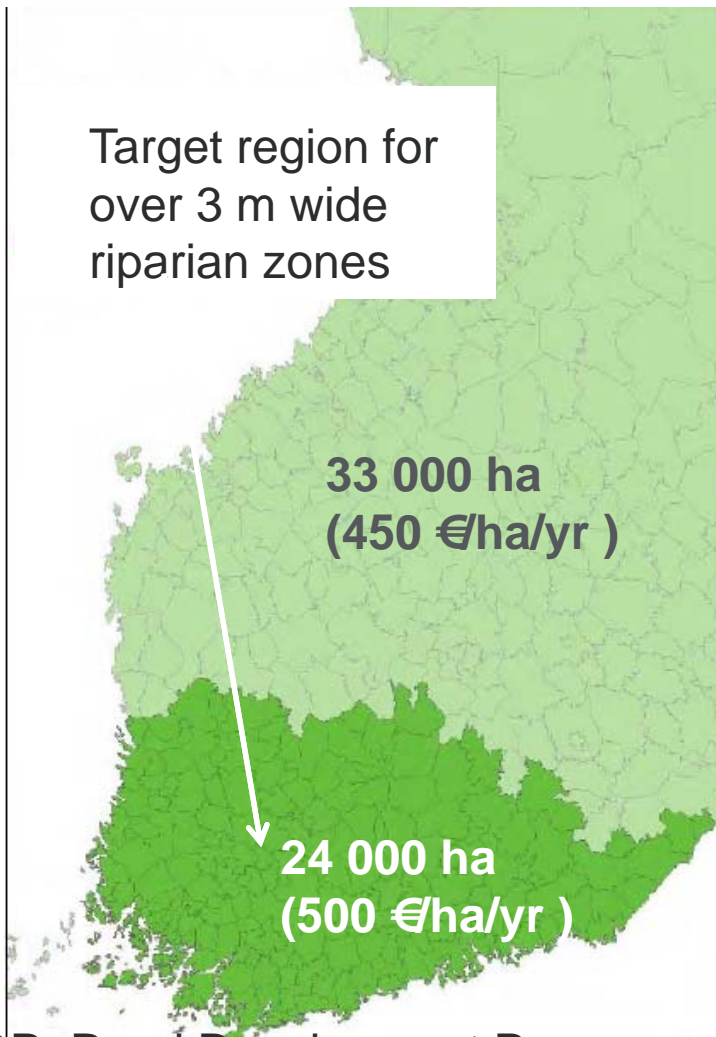 Target region for
over 3 m wide
riparian zones
33 000 ha
(450 €/ha/yr )
24 000 ha
(500 €/ha/yr )